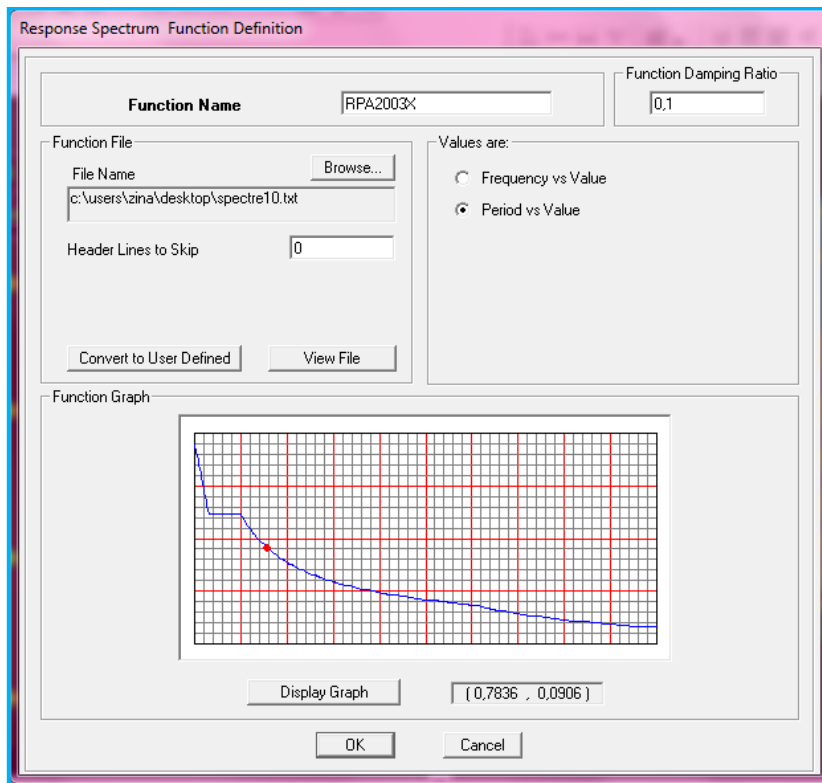 Response Spectrum Function Definition
Function Damping Ratio
Function Name
RPA2003X
0,1
Function File
Values are:
File Name
Browse...
Frequency vs Value
c:\users\zina\desktop\spectre10.txt
Period vs Value
Header Lines to Skip
0
Convert to User Defined
View File
Function Graph
Display Graph
( 0,7836 , 0,0906 )
OK
Cancel